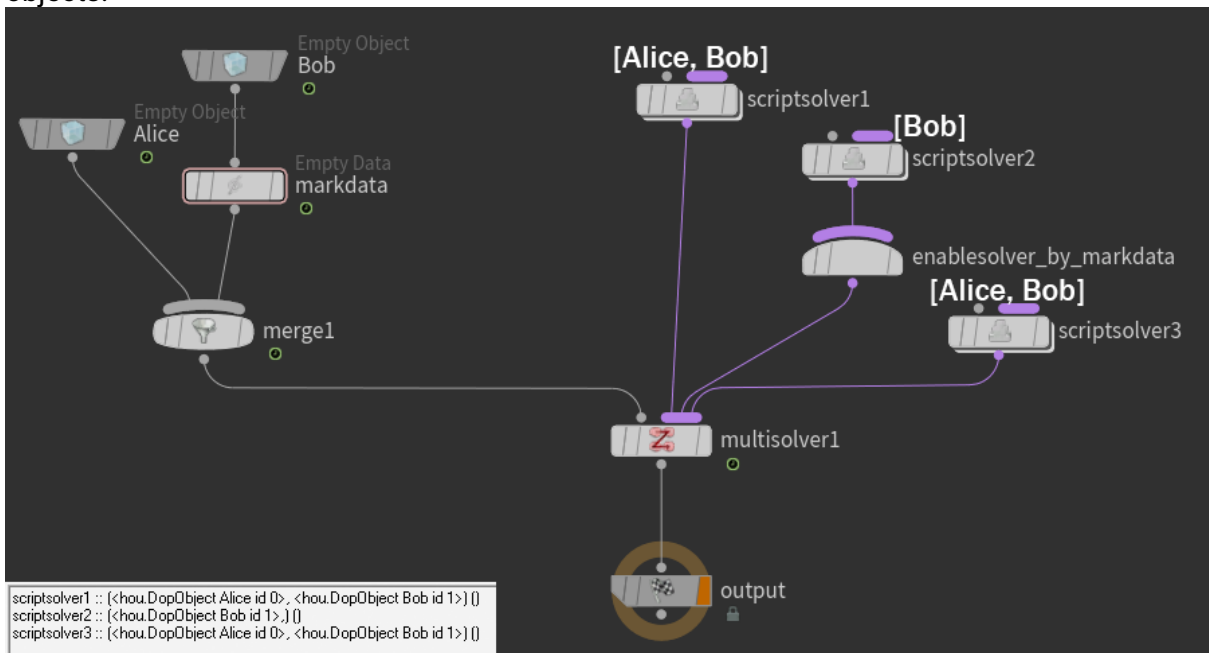 Empty Object
Bob
Empty Object
Alice
Empty Data
markdata
merge1
[Alice, Bob]
scriptsolver1
[Bob]
scriptsolver2
enablesolver_by_markdata
[Alice, Bob]
scriptsolver3
multisolver1
output
scriptsolver1 :: (<hou.DopObject Alice id 0>, <hou.DopObject Bob id 1>) ()
scriptsolver2 :: (<hou.DopObject Bob id 1>,) ()
scriptsolver3 :: (<hou.DopObject Alice id 0>, <hou.DopObject Bob id 1>) ()